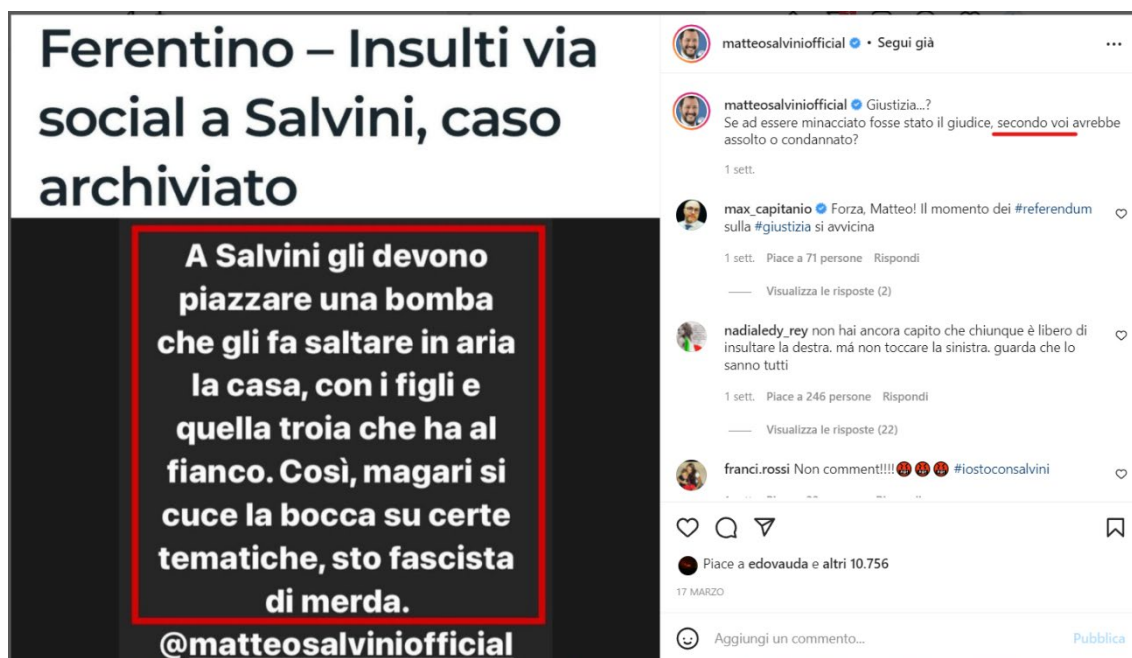 Ferentino – Insulti via
social a Salvini, caso
archiviato
A Salvini gli devono
piazzare una bomba
che gli fa saltare in aria
la casa, con i figli e
quella troia che ha al
fianco. Così, magari si
cuce la bocca su certe
tematiche, sto fascista
di merda.
@matteosalviniofficial
matteosalviniofficial • Segui già
matteosalviniofficial Giustizia...?
Se ad essere minacciato fosse stato il giudice, secondo voi avrebbe
assolto o condannato?
1 sett.
max_capitanio Forza, Matteo! Il momento dei #referendum
sulla #giustizia si avvicina
1 sett. Piace a 71 persone Rispondi
Visualizza le risposte (2)
nadialedy_rey non hai ancora capito che chiunque è libero di
insultare la destra. má non toccare la sinistra. guarda che lo
sanno tutti
1 sett. Piace a 246 persone Rispondi
Visualizza le risposte (22)
franci.rossi Non comment!!!!🤬🤬🤬 #iostoconsalvini
Piace a edovauda e altri 10.756
17 MARZO
Aggiungi un commento...
Pubblica